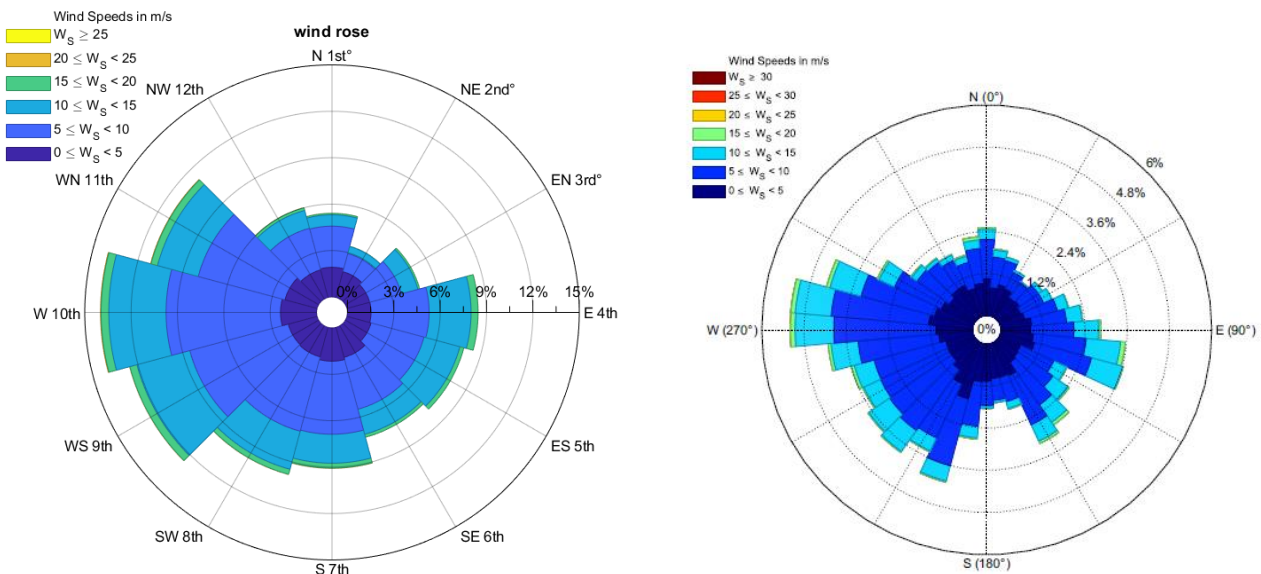 Wind Speeds in m/s
W_S ≥ 25
20 ≤ W_S < 25
15 ≤ W_S < 20
10 ≤ W_S < 15
5 ≤ W_S < 10
0 ≤ W_S < 5
wind rose
N 1st°
NW 12th
NE 2nd°
WN 11th
EN 3rd°
0% 3% 6% 9% 12% 15%
W 10th
E 4th
WS 9th
ES 5th
SW 8th
SE 6th
S 7th
Wind Speeds in m/s
W_S ≥ 30
25 ≤ W_S < 30
20 ≤ W_S < 25
15 ≤ W_S < 20
10 ≤ W_S < 15
5 ≤ W_S < 10
0 ≤ W_S < 5
N (0°)
6%
4.8%
3.6%
2.4%
1.2%
0%
W (270°)
E (90°)
S (180°)